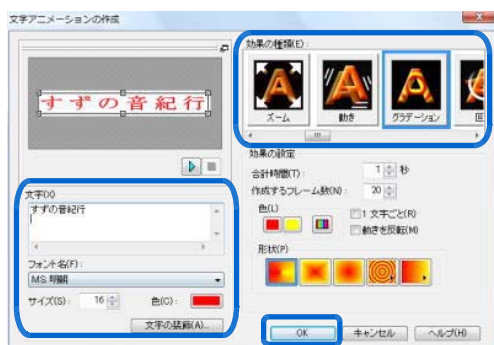 文字アニメーションの作成
すずの音紀行
文字(X)
すずの音紀行
フォント名(F):
MS 明朝
サイズ(S): 16 色(C):
文字の装飾(A)...
効果の種類(E):
ズーム 動き グラデーション 回
効果の設定
合計時間(T): 1 秒
作成するフレーム数(N): 20
色(L) 1 文字ごと(R)
動きを反転(M)
形状(P)
OK キャンセル ヘルプ(H)